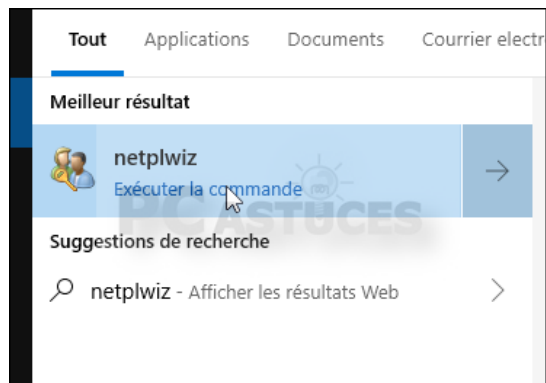 Tout Applications Documents Courrier electr
Meilleur résultat
netplwiz
Exécuter la commande
PC ASTUCES
Suggestions de recherche
netplwiz - Afficher les résultats Web